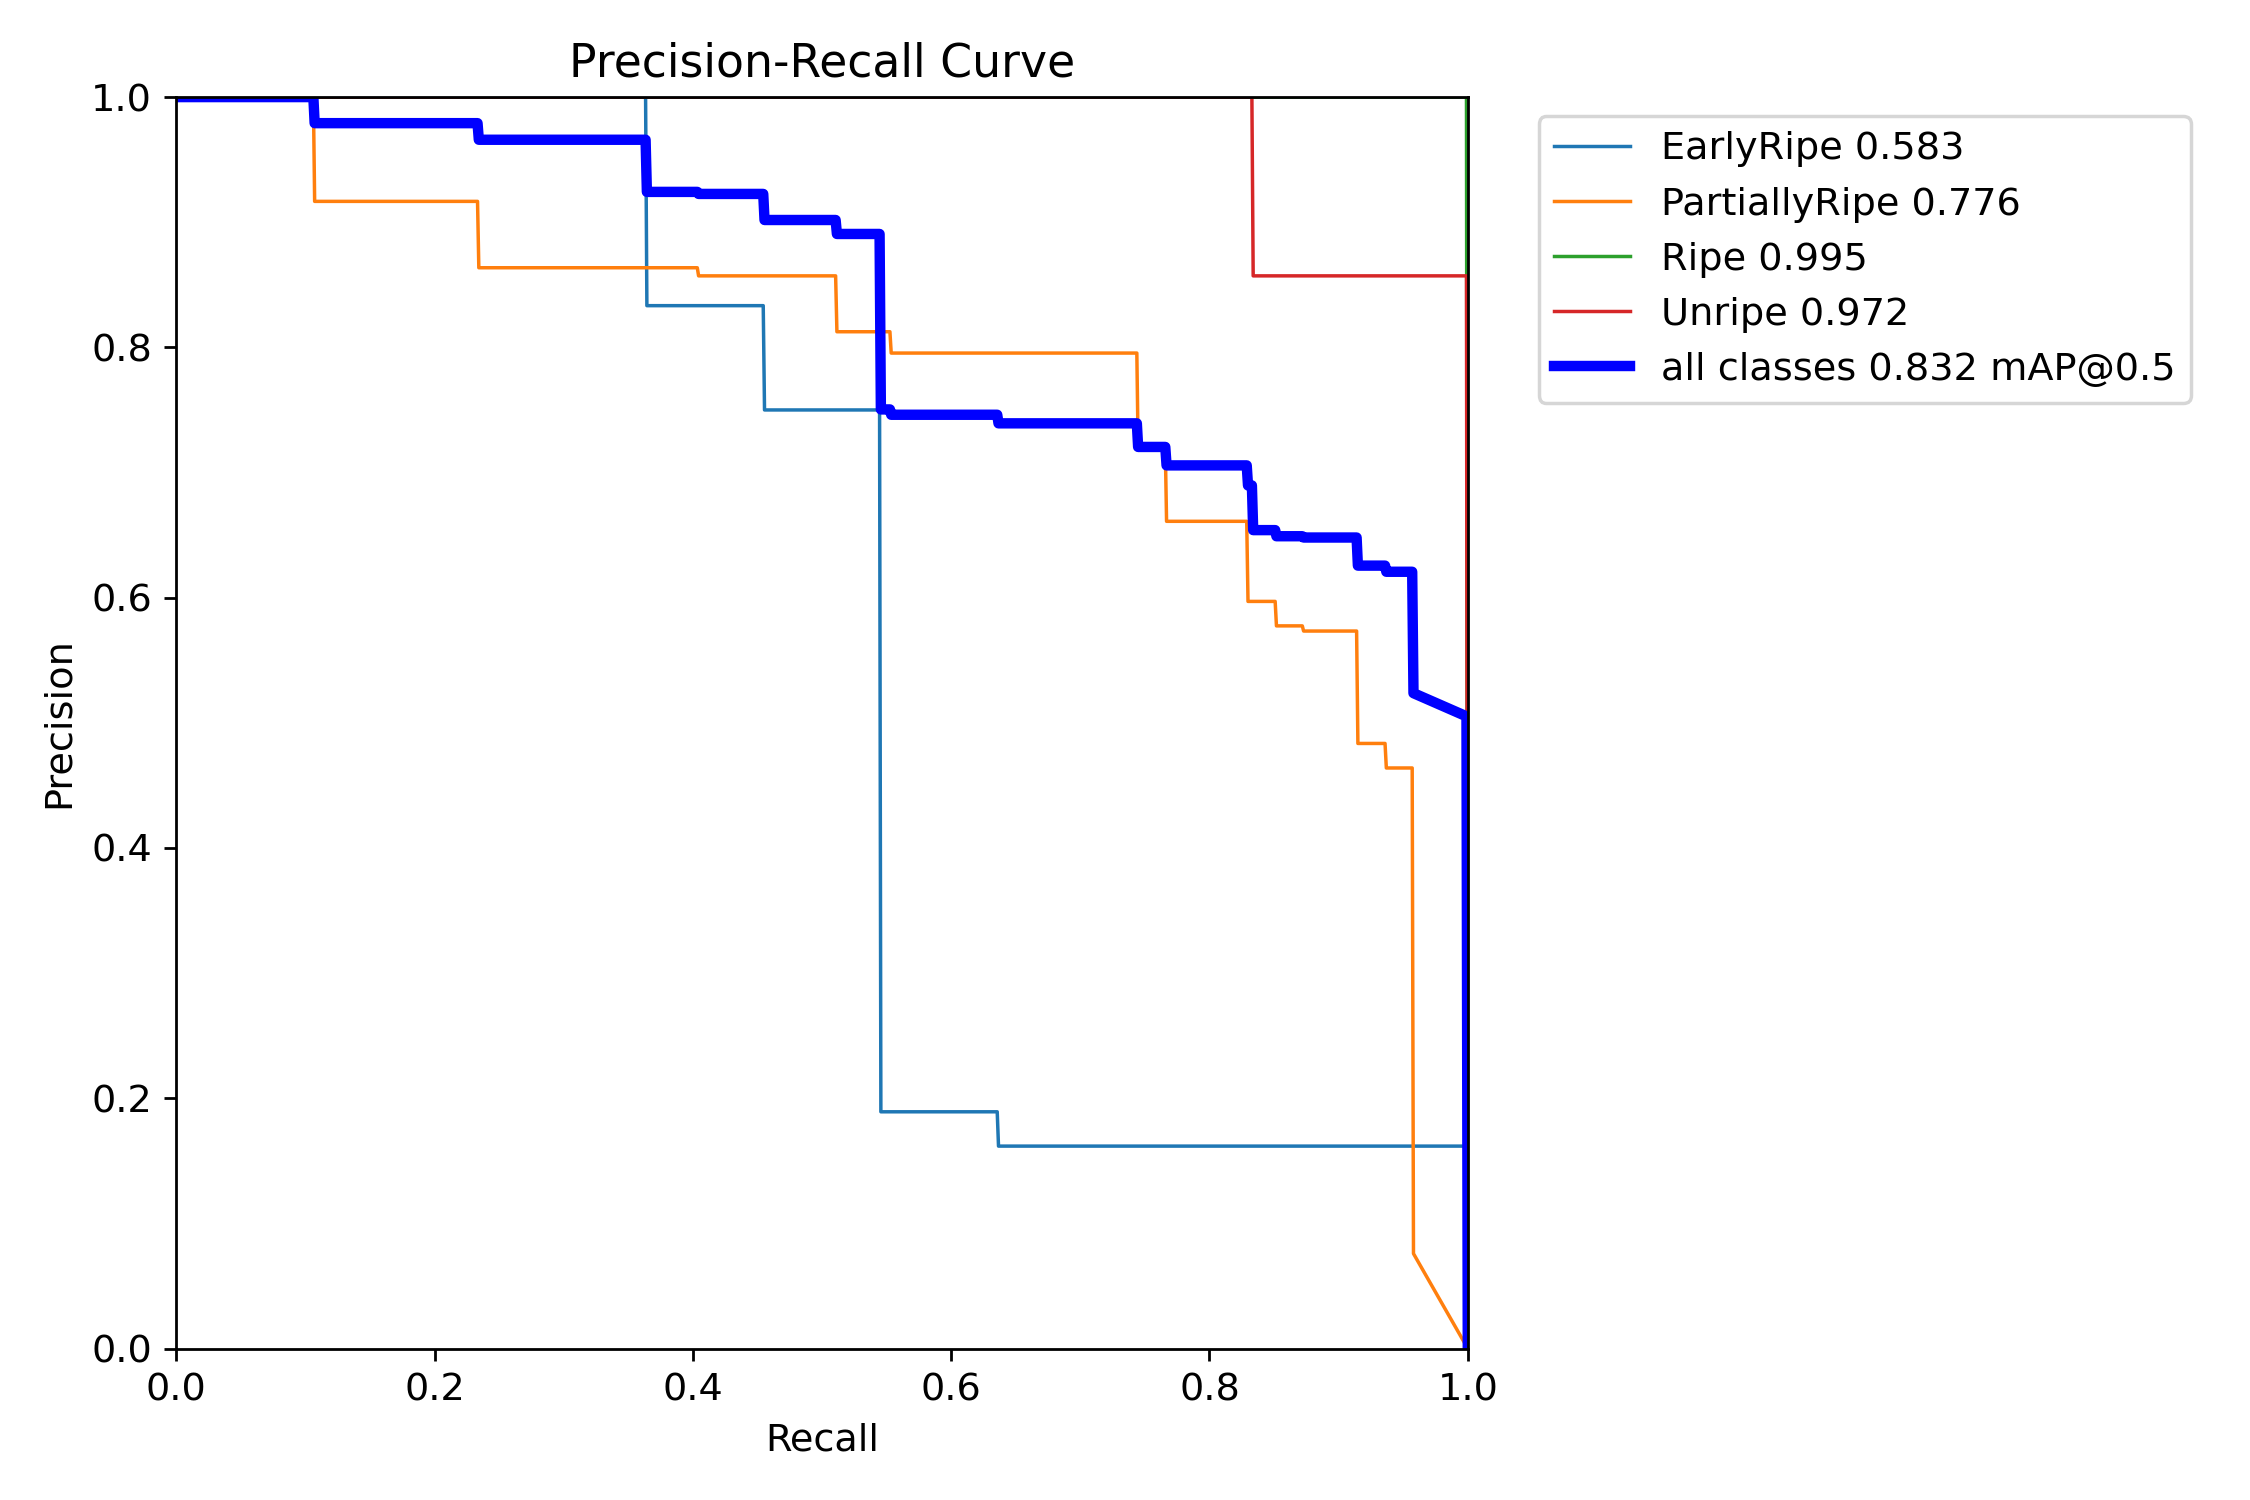 Precision-Recall Curve
1.0
0.8
0.6
0.4
0.2
0.0
Precision
0.0 0.2 0.4 0.6 0.8 1.0
Recall
EarlyRipe 0.583
PartiallyRipe 0.776
Ripe 0.995
Unripe 0.972
all classes 0.832 mAP@0.5